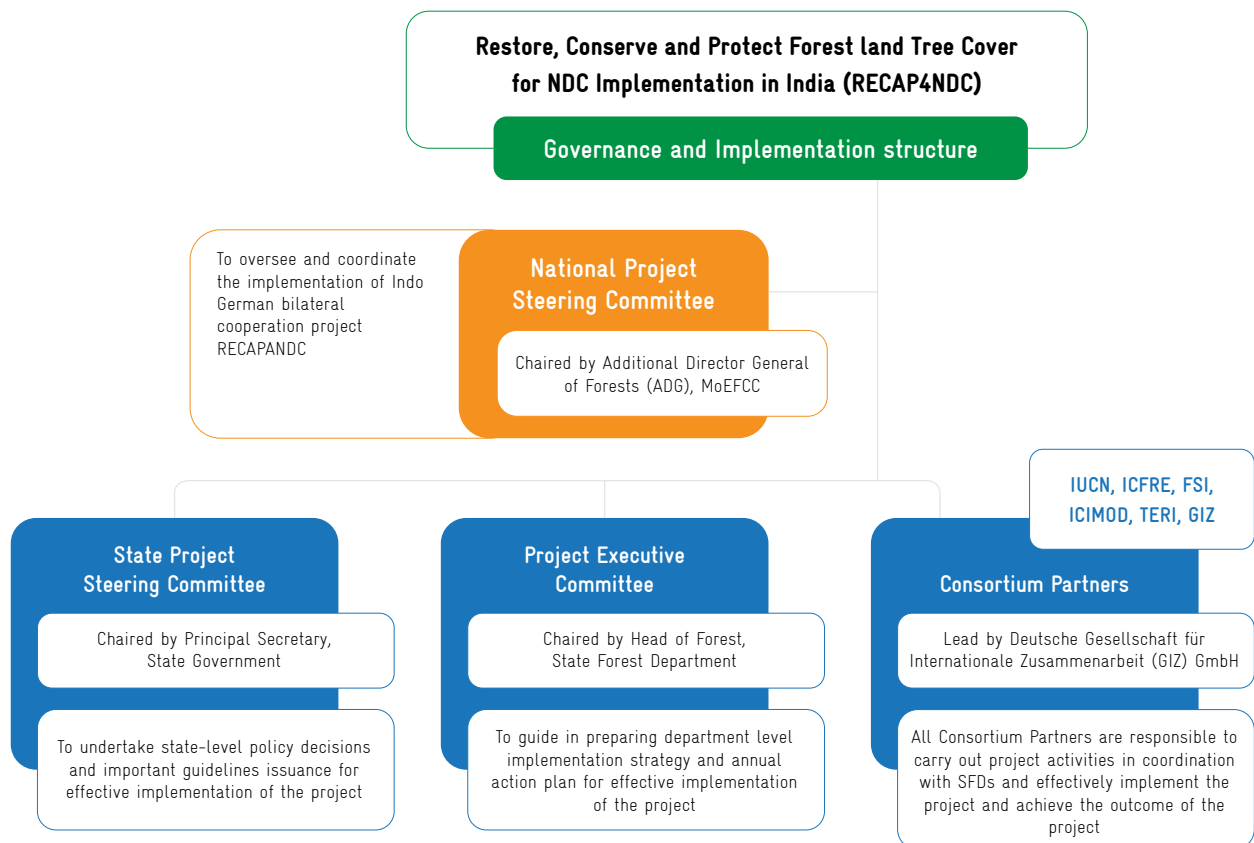 Restore, Conserve and Protect Forest land Tree Cover
for NDC Implementation in India (RECAP4NDC)
Governance and Implementation structure
To oversee and coordinate
the implementation of Indo
German bilateral
cooperation project
RECAPANDC
National Project
Steering Committee
Chaired by Additional Director General
of Forests (ADG), MoEFCC
State Project
Steering Committee
Chaired by Principal Secretary,
State Government
To undertake state-level policy decisions
and important guidelines issuance for
effective implementation of the project
Project Executive
Committee
Chaired by Head of Forest,
State Forest Department
To guide in preparing department level
implementation strategy and annual
action plan for effective implementation
of the project
IUCN, ICFRE, FSI,
ICIMOD, TERI, GIZ
Consortium Partners
Lead by Deutsche Gesellschaft für
Internationale Zusammenarbeit (GIZ) GmbH
All Consortium Partners are responsible to
carry out project activities in coordination
with SFDs and effectively implement the
project and achieve the outcome of the
project